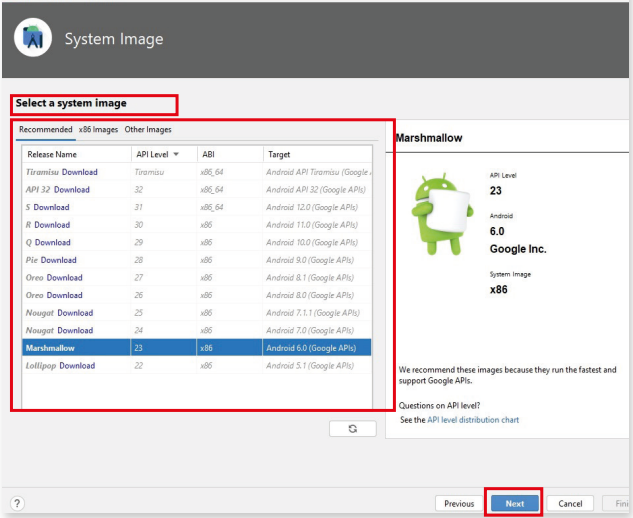 System Image
Select a system image
Recommended x86 Images Other Images
Release Name API Level ABI Target
Tiramisu Download Tiramisu x86_64 Android API Tiramisu (Google
API 32 Download 32 x86_64 Android API 32 (Google APIs)
S Download 31 x86_64 Android 12.0 (Google APIs)
R Download 30 x86 Android 11.0 (Google APIs)
Q Download 29 x86 Android 10.0 (Google APIs)
Pie Download 28 x86 Android 9.0 (Google APIs)
Oreo Download 27 x86 Android 8.1 (Google APIs)
Oreo Download 26 x86 Android 8.0 (Google APIs)
Nougat Download 25 x86 Android 7.1.1 (Google APIs)
Nougat Download 24 x86 Android 7.0 (Google APIs)
Marshmallow 23 x86 Android 6.0 (Google APIs)
Lollipop Download 22 x86 Android 5.1 (Google APIs)
Marshmallow
API Level
23
Android
6.0
Google Inc.
System Image
x86
We recommend these images because they run the fastest and
support Google APIs.
Questions on API level?
See the API level distribution chart
? Previous Next Cancel Fini